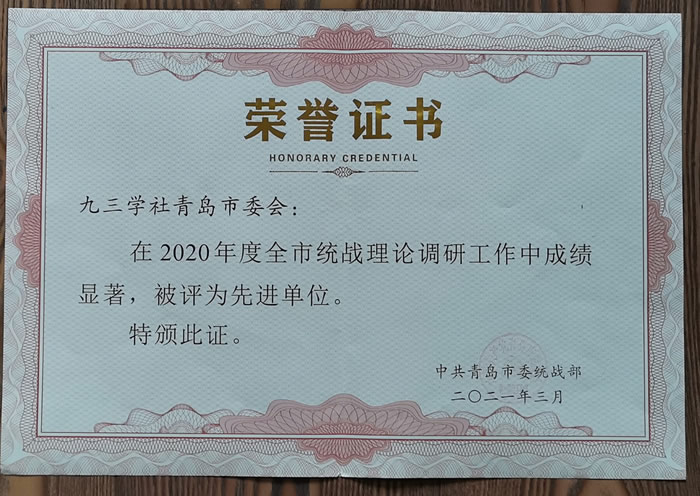 荣誉证书
HONORARY CREDENTIAL
九三学社青岛市委会：
在2020年度全市统战理论调研工作中成绩
显著，被评为先进单位。
特颁此证。
中共青岛市委统战部
二〇二一年三月